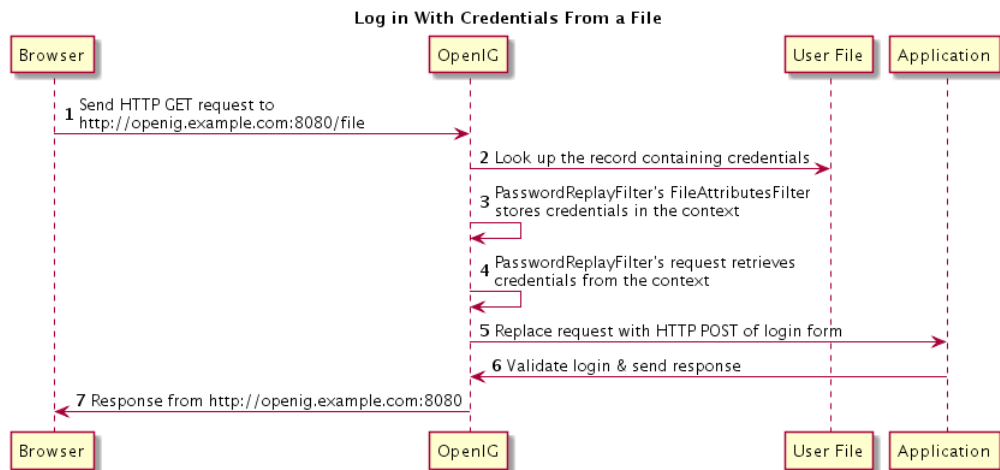 Log in With Credentials From a File
Browser
OpenIG
User File
Application
1 Send HTTP GET request to
http://openig.example.com:8080/file
2 Look up the record containing credentials
3 PasswordReplayFilter's FileAttributesFilter
stores credentials in the context
4 PasswordReplayFilter's request retrieves
credentials from the context
5 Replace request with HTTP POST of login form
6 Validate login & send response
7 Response from http://openig.example.com:8080
Browser
OpenIG
User File
Application